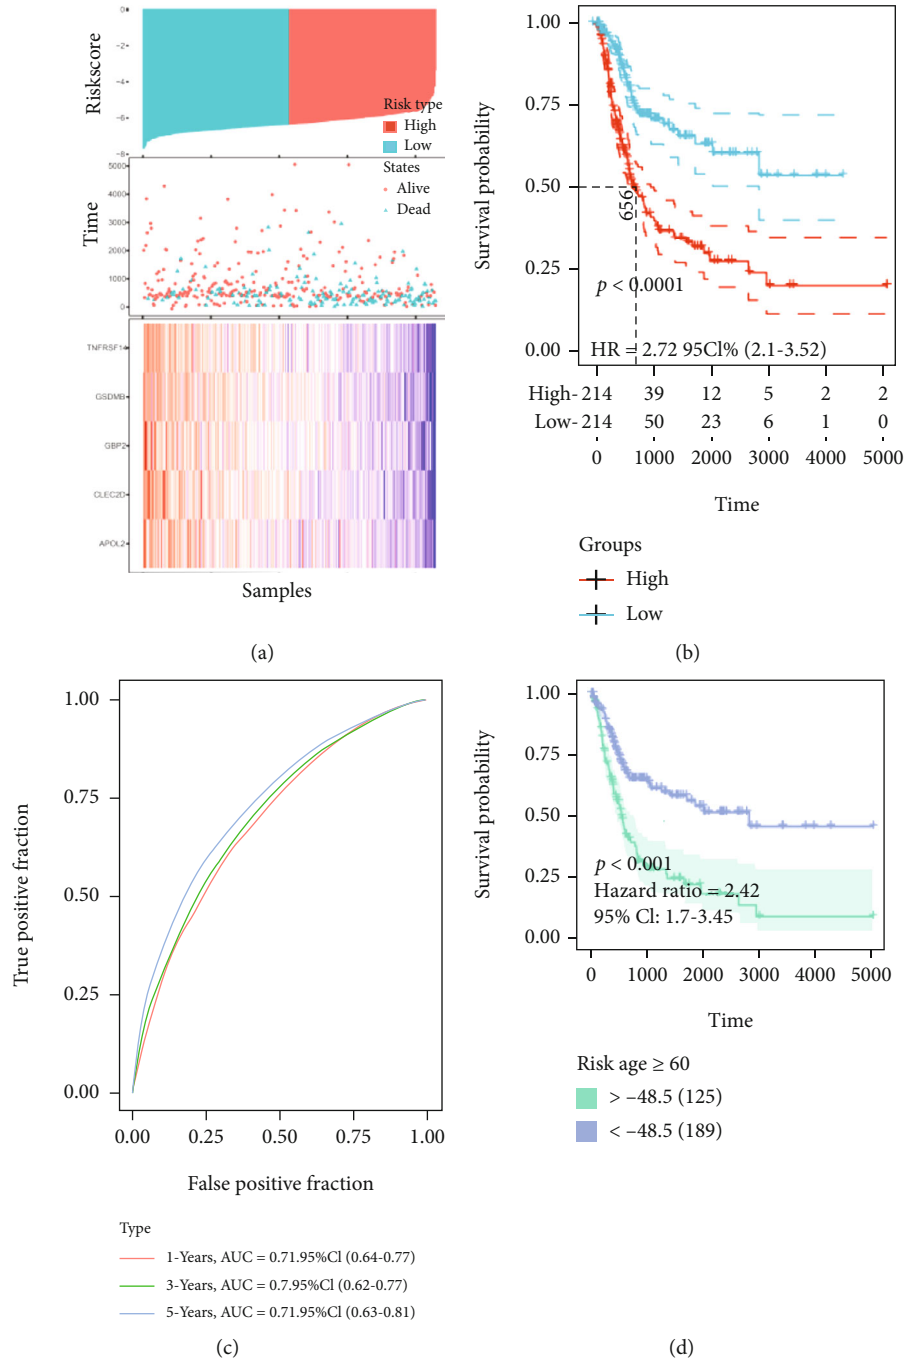 0
−2
−4
−6
−8
Riskscore
Risk type
High
Low
States
Alive
Dead
5000
4000
3000
2000
1000
0
Time
TNFRSF14
GSDMB
GBP2
CLEC2D
APOL2
Samples
(a)
1.00
0.75
0.50
0.25
0.00
Survival probability
656
p < 0.0001
HR = 2.72 95Cl% (2.1-3.52)
High- 214 39 12 5 2 2
Low- 214 50 23 6 1 0
0 1000 2000 3000 4000 5000
Time
Groups
High
Low
(b)
1.00
0.75
0.50
0.25
0.00
True positive fraction
0.00 0.25 0.50 0.75 1.00
False positive fraction
Type
1-Years, AUC = 0.71.95%Cl (0.64-0.77)
3-Years, AUC = 0.7.95%Cl (0.62-0.77)
5-Years, AUC = 0.71.95%Cl (0.63-0.81)
(c)
1.00
0.75
0.50
0.25
0.00
Survival probability
p < 0.001
Hazard ratio = 2.42
95% Cl: 1.7-3.45
0 1000 2000 3000 4000 5000
Time
Risk age ≥ 60
> −48.5 (125)
< −48.5 (189)
(d)